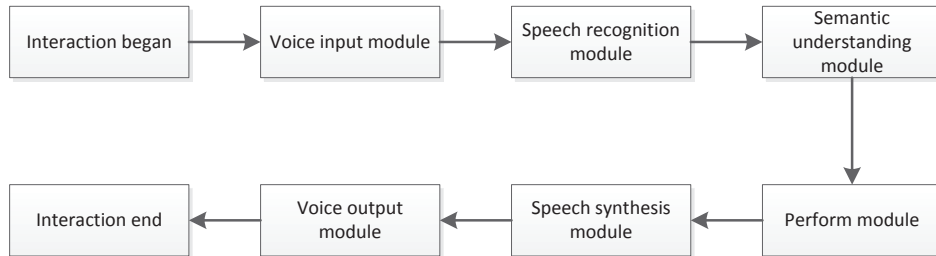 Interaction began
Voice input module
Speech recognition
module
Semantic
understanding
module
Perform module
Speech synthesis
module
Voice output
module
Interaction end